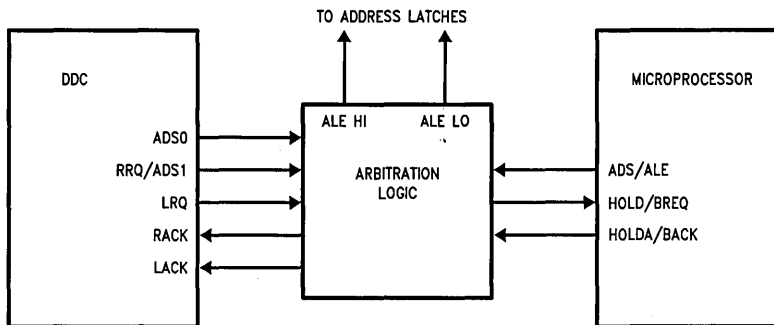 TO ADDRESS LATCHES
DDC
MICROPROCESSOR
ALE HI
ALE LO
ADS0
RRQ/ADS1
LRQ
RACK
LACK
ARBITRATION
LOGIC
ADS/ALE
HOLD/BREQ
HOLDA/BACK